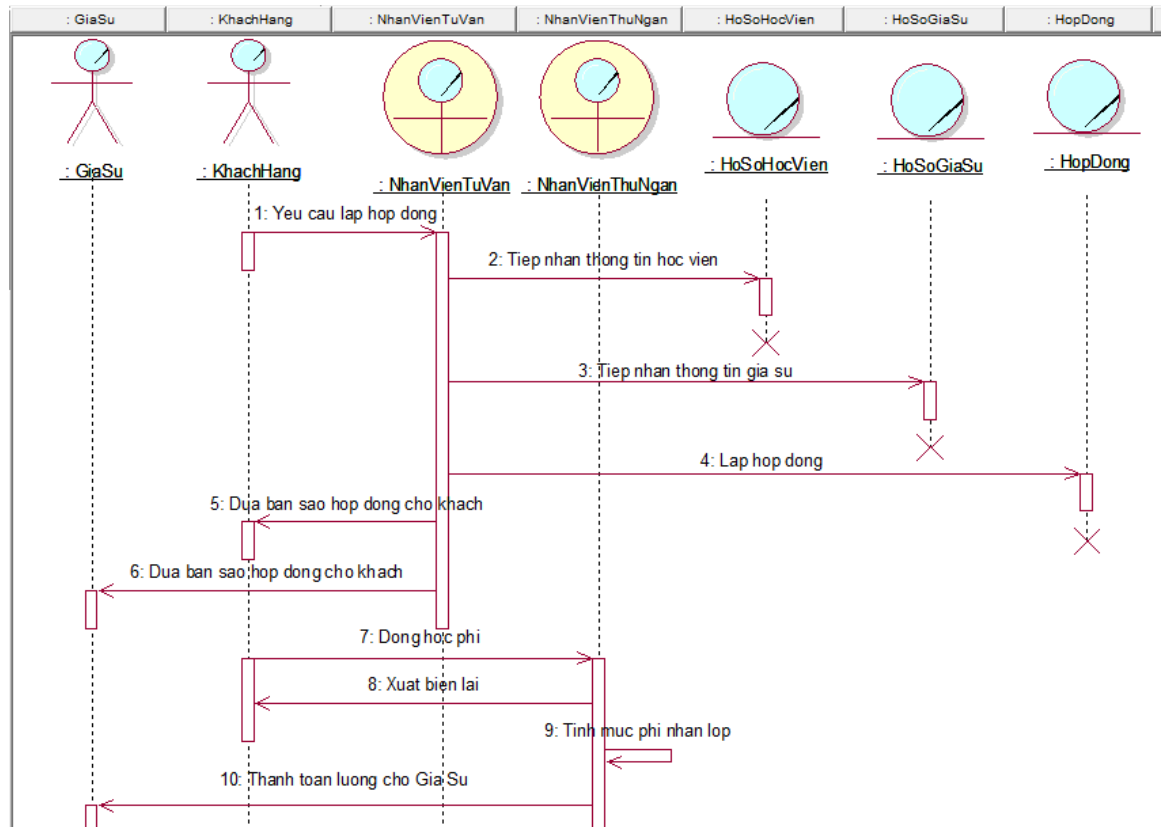 : GiaSu
: KhachHang
: NhanVienTuVan
: NhanVienThuNgan
: HoSoHocVien
: HoSoGiaSu
: HopDong
: GiaSu
: KhachHang
: NhanVienTuVan
: NhanVienThuNgan
: HoSoHocVien
: HoSoGiaSu
: HopDong
1: Yeu cau lap hop dong
2: Tiep nhan thong tin hoc vien
3: Tiep nhan thong tin gia su
4: Lap hop dong
5: Dua ban sao hop dong cho khach
6: Dua ban sao hop dong cho khach
7: Dong hoc phi
8: Xuat bien lai
9: Tinh muc phi nhan lop
10: Thanh toan luong cho Gia Su